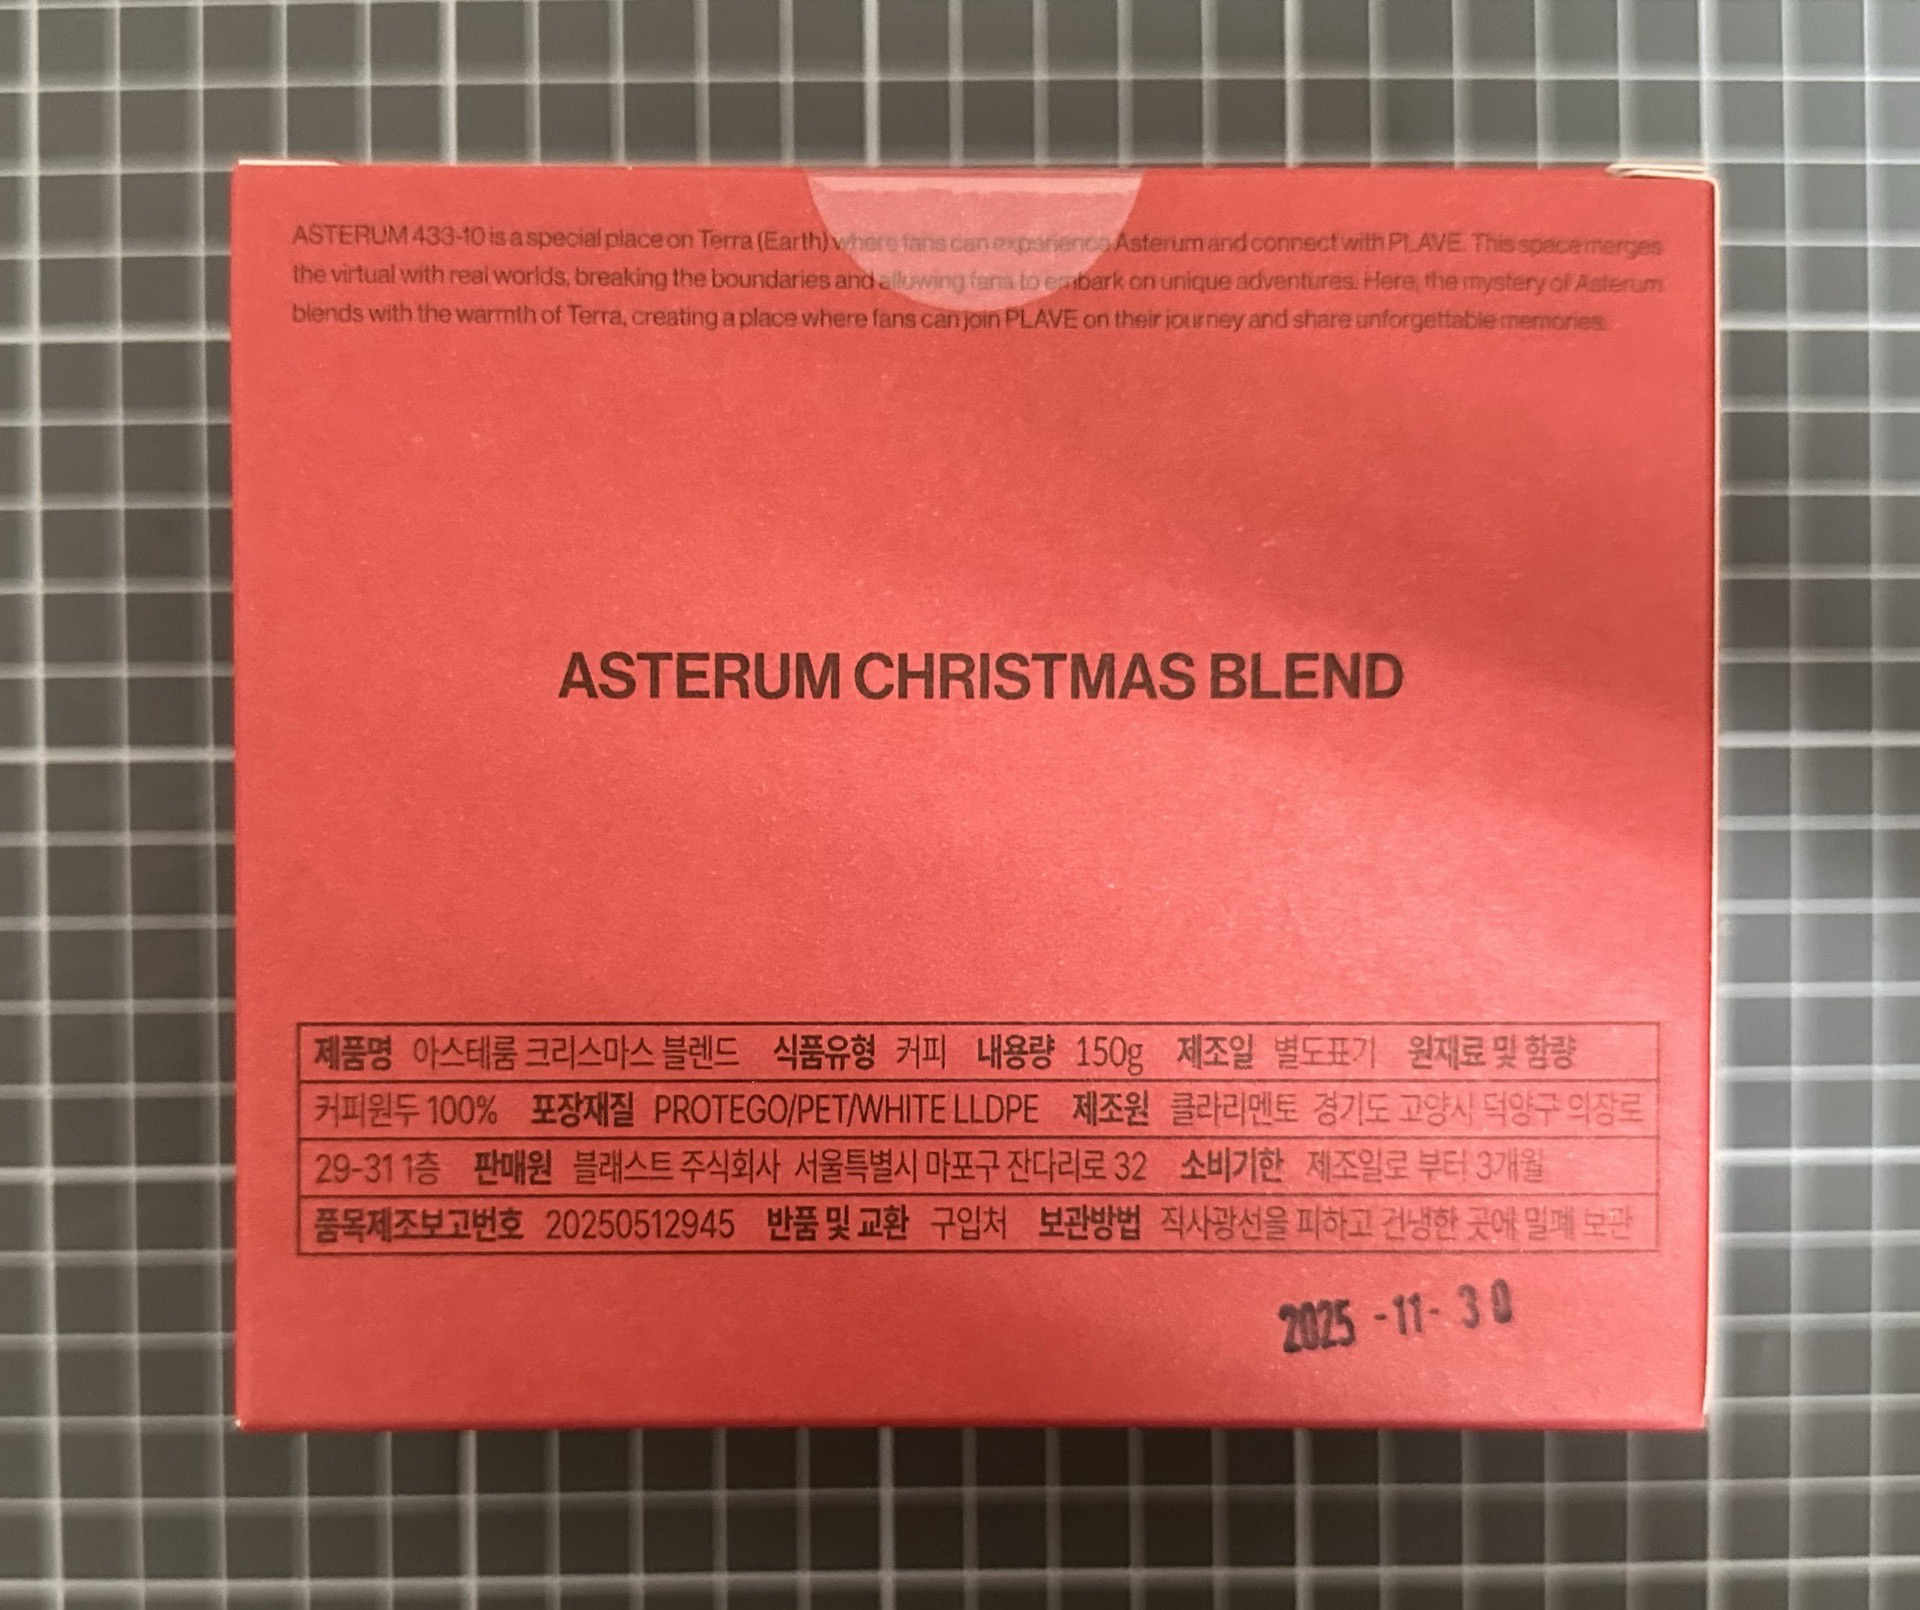 ASTERUM 433-10 is a special place on Terra (Earth) where fans can experience Asterum and connect with PLAVE. This space merges
the virtual with real worlds, breaking the boundaries and allowing fans to embark on unique adventures. Here, the mystery of Asterum
blends with the warmth of Terra, creating a place where fans can join PLAVE on their journey and share unforgettable memories.
ASTERUM CHRISTMAS BLEND
제품명 아스테룸 크리스마스 블렌드 식품유형 커피 내용량 150g 제조일 별도표기 원재료 및 함량
커피원두 100% 포장재질 PROTEGO/PET/WHITE LLDPE 제조원 클라리멘토 경기도 고양시 덕양구 의장로
29-31 1층 판매원 블래스트 주식회사 서울특별시 마포구 잔다리로 32 소비기한 제조일로 부터 3개월
품목제조보고번호 20250512945 반품 및 교환 구입처 보관방법 직사광선을 피하고 건냉한 곳에 밀폐 보관
2025 -11- 30